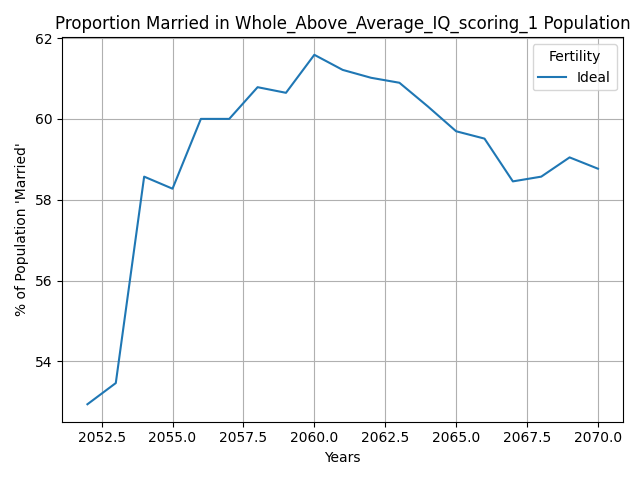 Proportion Married in Whole_Above_Average_IQ_scoring_1 Population
% of Population 'Married'
62
60
58
56
54
Fertility
Ideal
2052.5 2055.0 2057.5 2060.0 2062.5 2065.0 2067.5 2070.0
Years